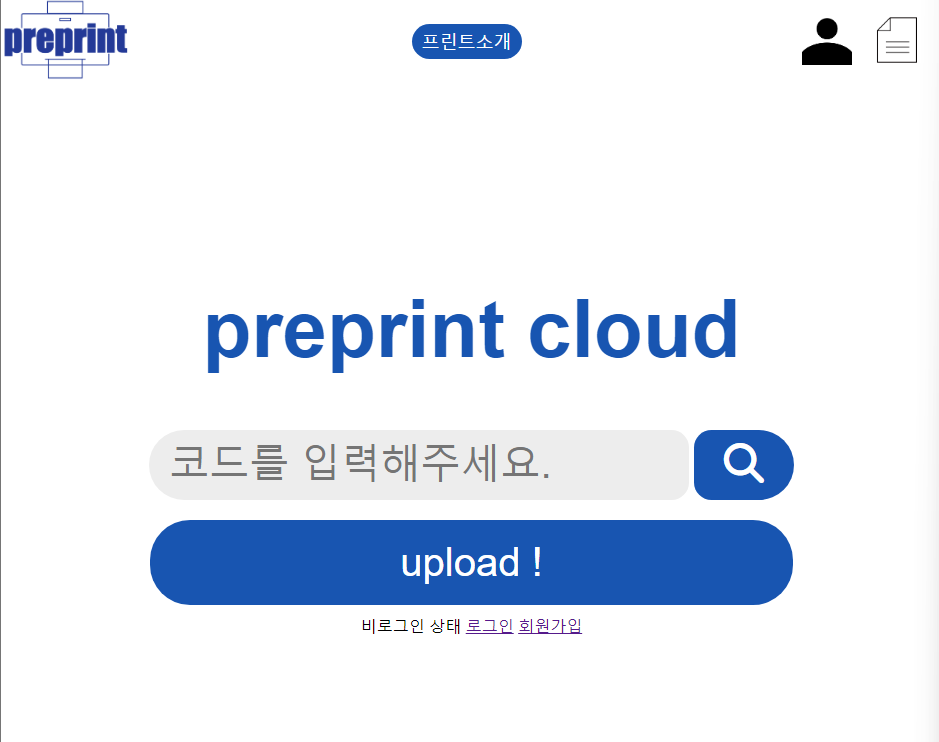 preprint
프린트소개
preprint cloud
코드를 입력해주세요.
upload !
비로그인 상태 로그인 회원가입